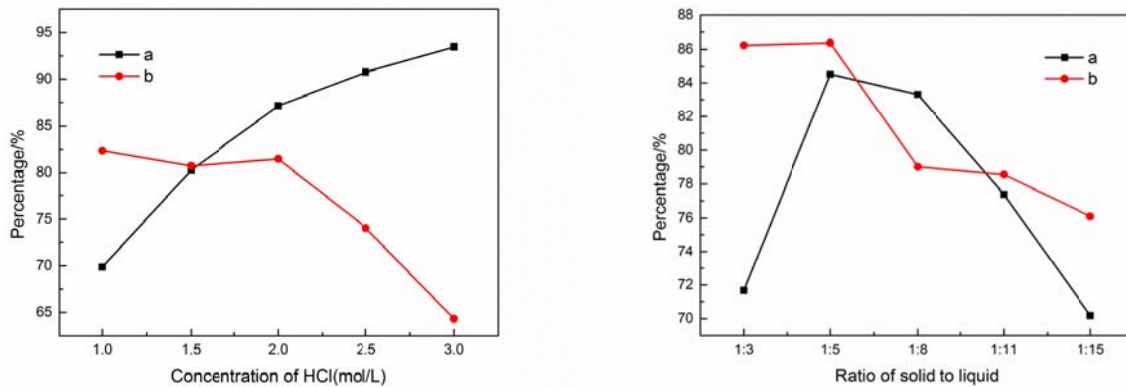 Percentage/%
95
90
85
80
75
70
65
a
b
1.0 1.5 2.0 2.5 3.0
Concentration of HCl(mol/L)
Percentage/%
88
86
84
82
80
78
76
74
72
70
a
b
1:3 1:5 1:8 1:11 1:15
Ratio of solid to liquid